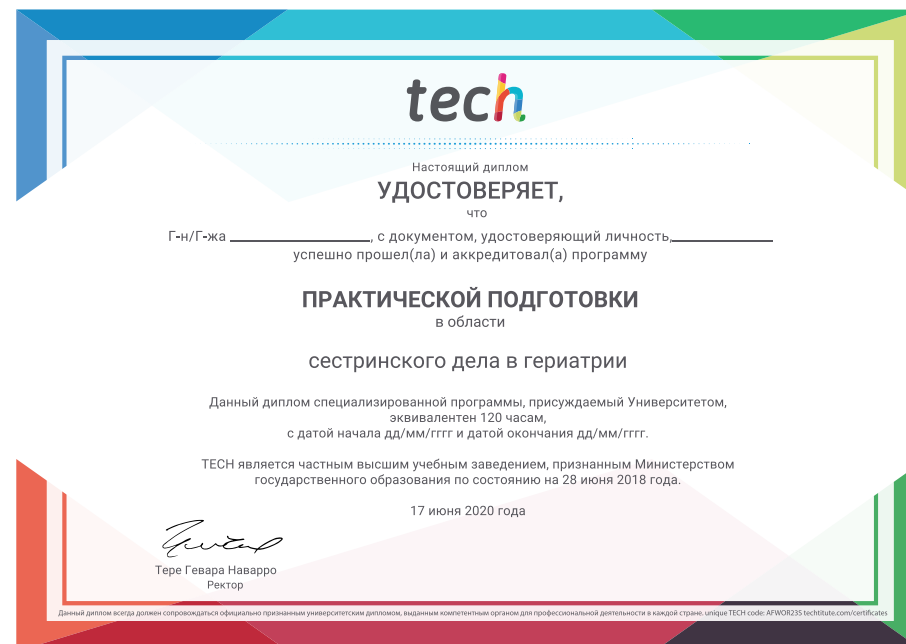 tech
Настоящий диплом
УДОСТОВЕРЯЕТ,
что
Г-н/Г-жа ____________________, с документом, удостоверяющий личность,______________
успешно прошел(ла) и аккредитовал(а) программу
ПРАКТИЧЕСКОЙ ПОДГОТОВКИ
в области
сестринского дела в гериатрии
Данный диплом специализированной программы, присуждаемый Университетом,
эквивалентен 120 часам,
с датой начала дд/мм/гггг и датой окончания дд/мм/гггг.
TECH является частным высшим учебным заведением, признанным Министерством
государственного образования по состоянию на 28 июня 2018 года.
17 июня 2020 года
Тере Гевара Наварро
Ректор
Данный диплом всегда должен сопровождаться официально признанным университетским дипломом, выданным компетентным органом для профессиональной деятельности в каждой стране. unique TECH code: AFWOR23S techtitute.com/certificates